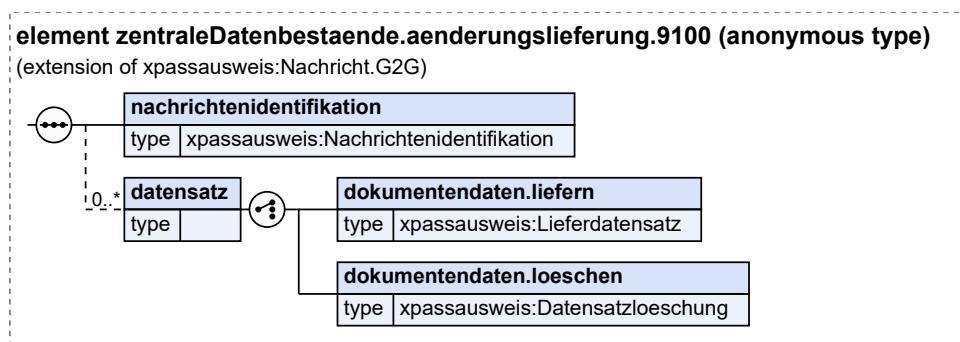 element zentraleDatenbestaende.aenderungslieferung.9100 (anonymous type)
(extension of xpassausweis:Nachricht.G2G)
nachrichtenidentifikation
type xpassausweis:Nachrichtenidentifikation
0..*
datensatz
type
dokumentendaten.liefern
type xpassausweis:Lieferdatensatz
dokumentendaten.loeschen
type xpassausweis:Datensatzloeschung